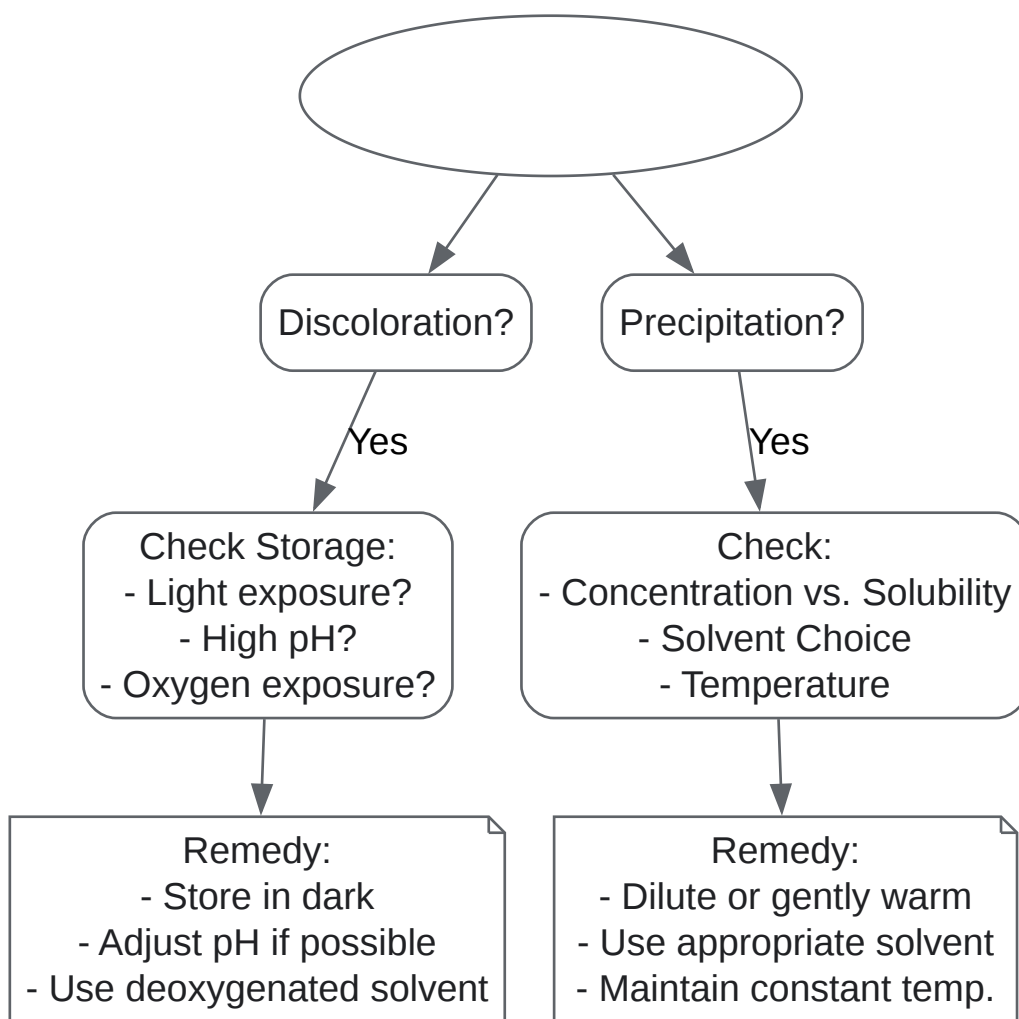 Discoloration?
Precipitation?
Yes
Yes
Check Storage:
- Light exposure?
- High pH?
- Oxygen exposure?
Check:
- Concentration vs. Solubility
- Solvent Choice
- Temperature
Remedy:
- Store in dark
- Adjust pH if possible
- Use deoxygenated solvent
Remedy:
- Dilute or gently warm
- Use appropriate solvent
- Maintain constant temp.